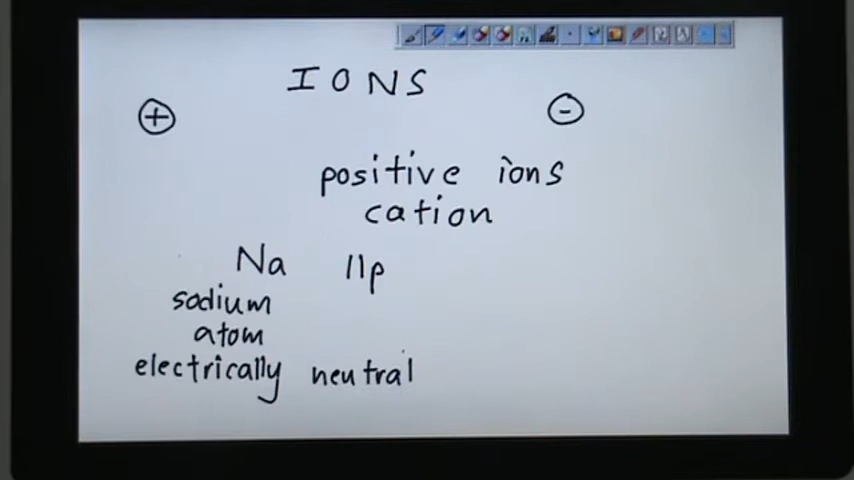 IONS
+ -
positive ions
cation
Na 11p
sodium
atom
electrically neutral